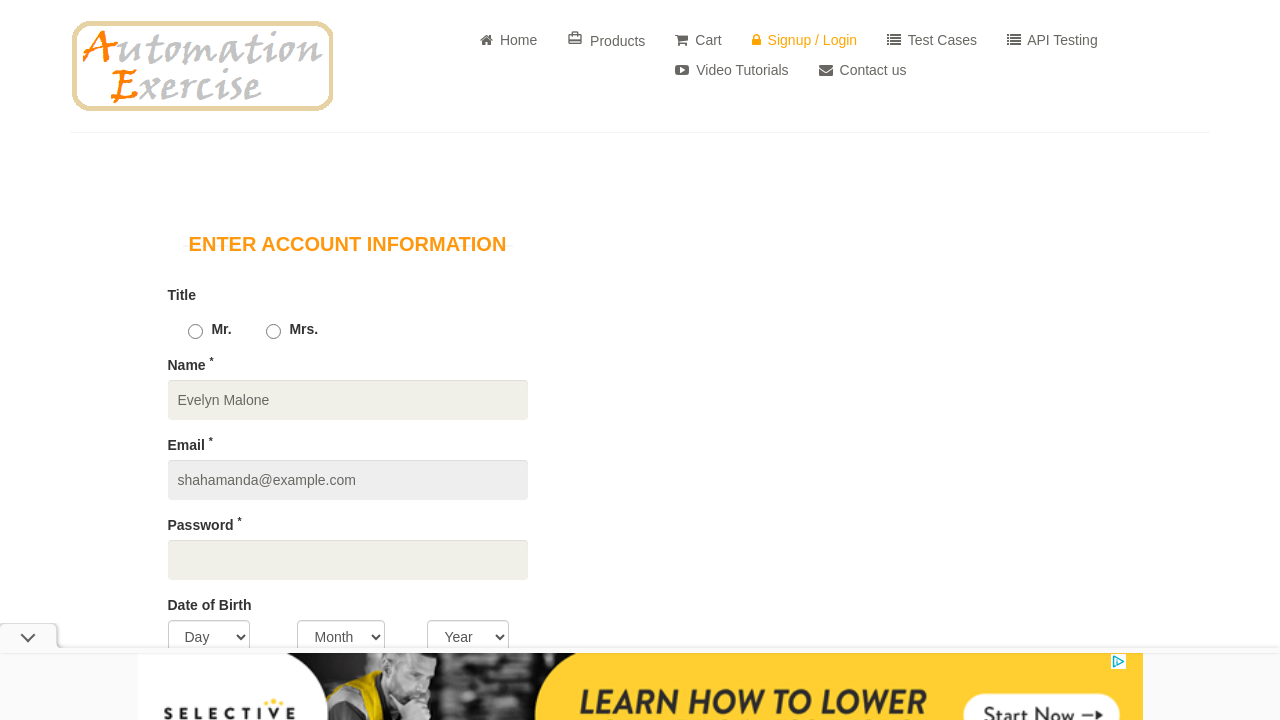 Automation
Exercise
Home
Products
Cart
Signup / Login
Test Cases
API Testing
Video Tutorials
Contact us
ENTER ACCOUNT INFORMATION
Title
Mr.
Mrs.
Name *
Evelyn Malone
Email *
shahamanda@example.com
Password *
Date of Birth
Day
Month
Year
SELECTIVE
LEARN HOW TO LOWER
Start Now